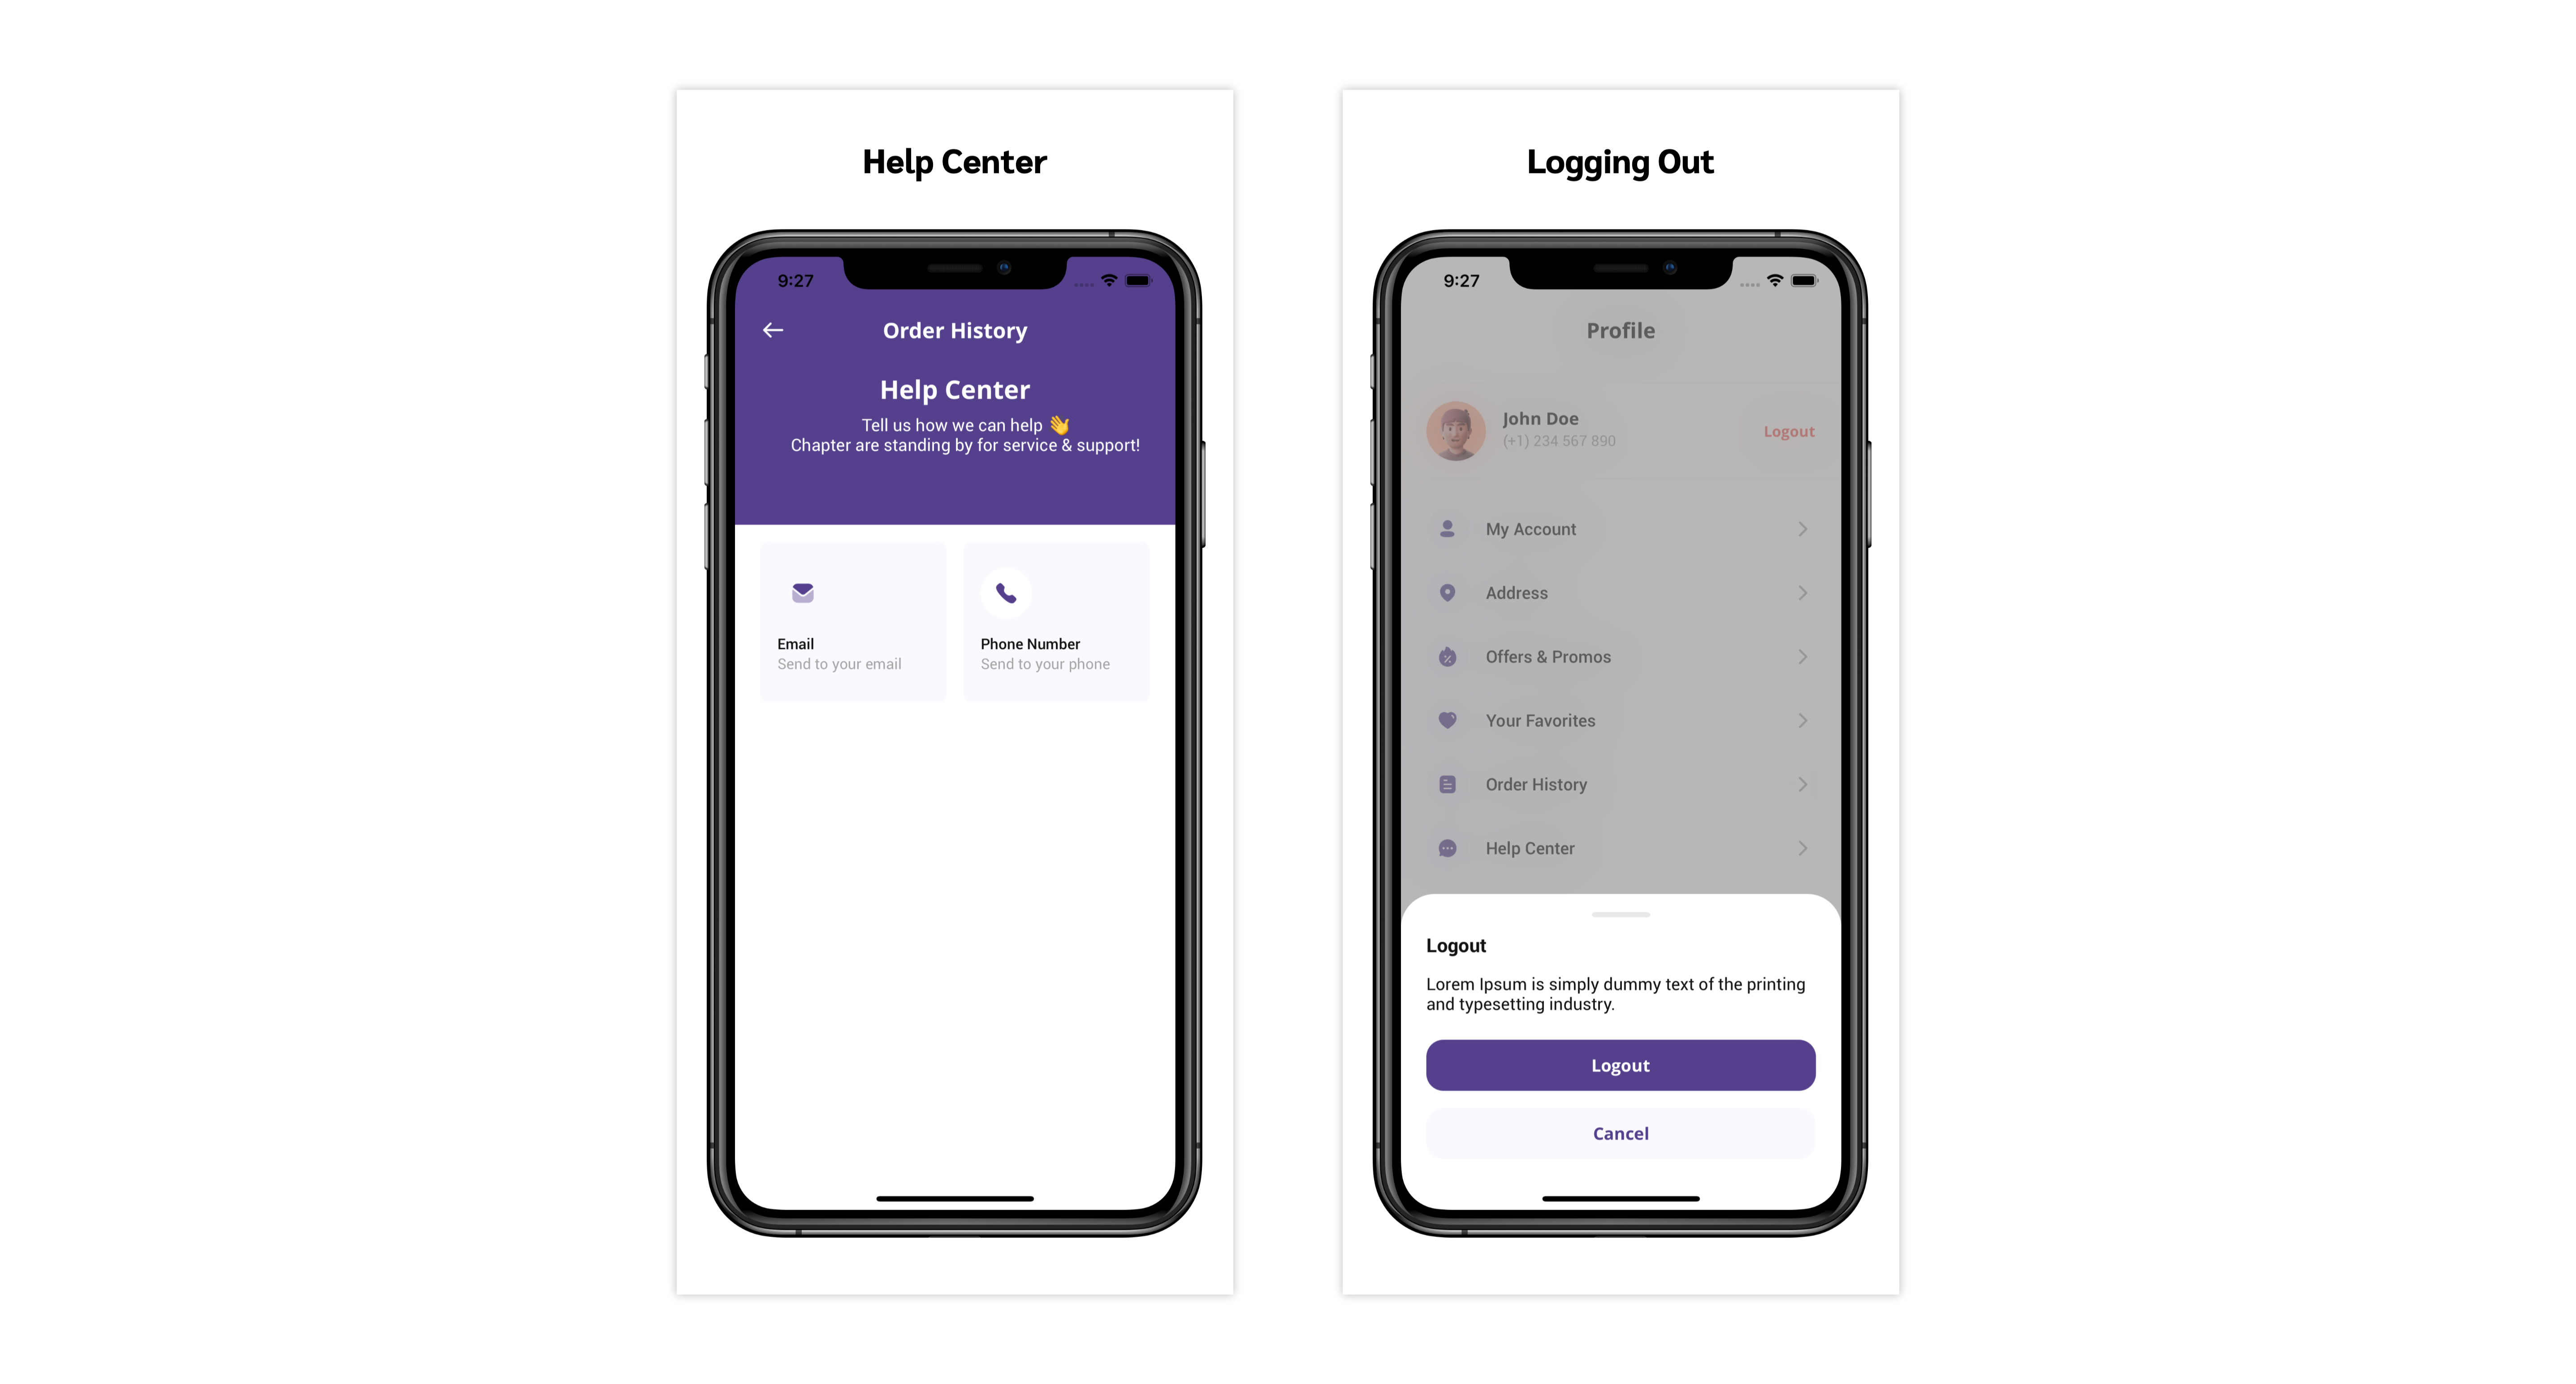 Help Center
9:27
Order History
Help Center
Tell us how we can help 👋
Chapter are standing by for service & support!
Email
Send to your email
Phone Number
Send to your phone
Logging Out
9:27
Profile
John Doe
(+1) 234 567 890
Logout
My Account
Address
Offers & Promos
Your Favorites
Order History
Help Center
Logout
Lorem Ipsum is simply dummy text of the printing
and typesetting industry.
Logout
Cancel